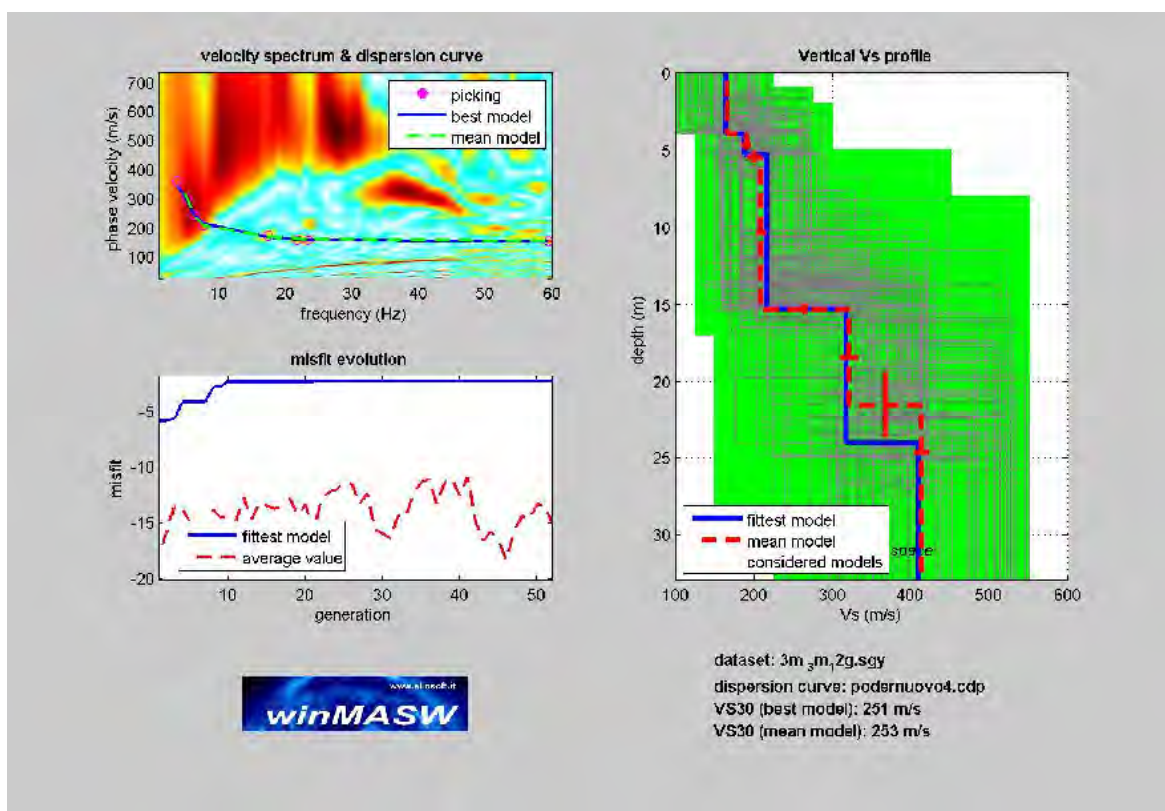 velocity spectrum & dispersion curve
700
600
500
400
300
200
100
phase velocity (m/s)
picking
best model
mean model
10 20 30 40 50 60
frequency (Hz)
misfit evolution
-5
-10
-15
-20
misfit
fittest model
average value
10 20 30 40 50
generation
Vertical Vs profile
0
5
10
15
20
25
30
depth (m)
fittest model
mean model
considered models
100 200 300 400 500 600
Vs (m/s)
www.eliosoft.it
winMASW
dataset: 3m_3m_12g.sgy
dispersion curve: podernuovo4.cdp
VS30 (best model): 251 m/s
VS30 (mean model): 253 m/s